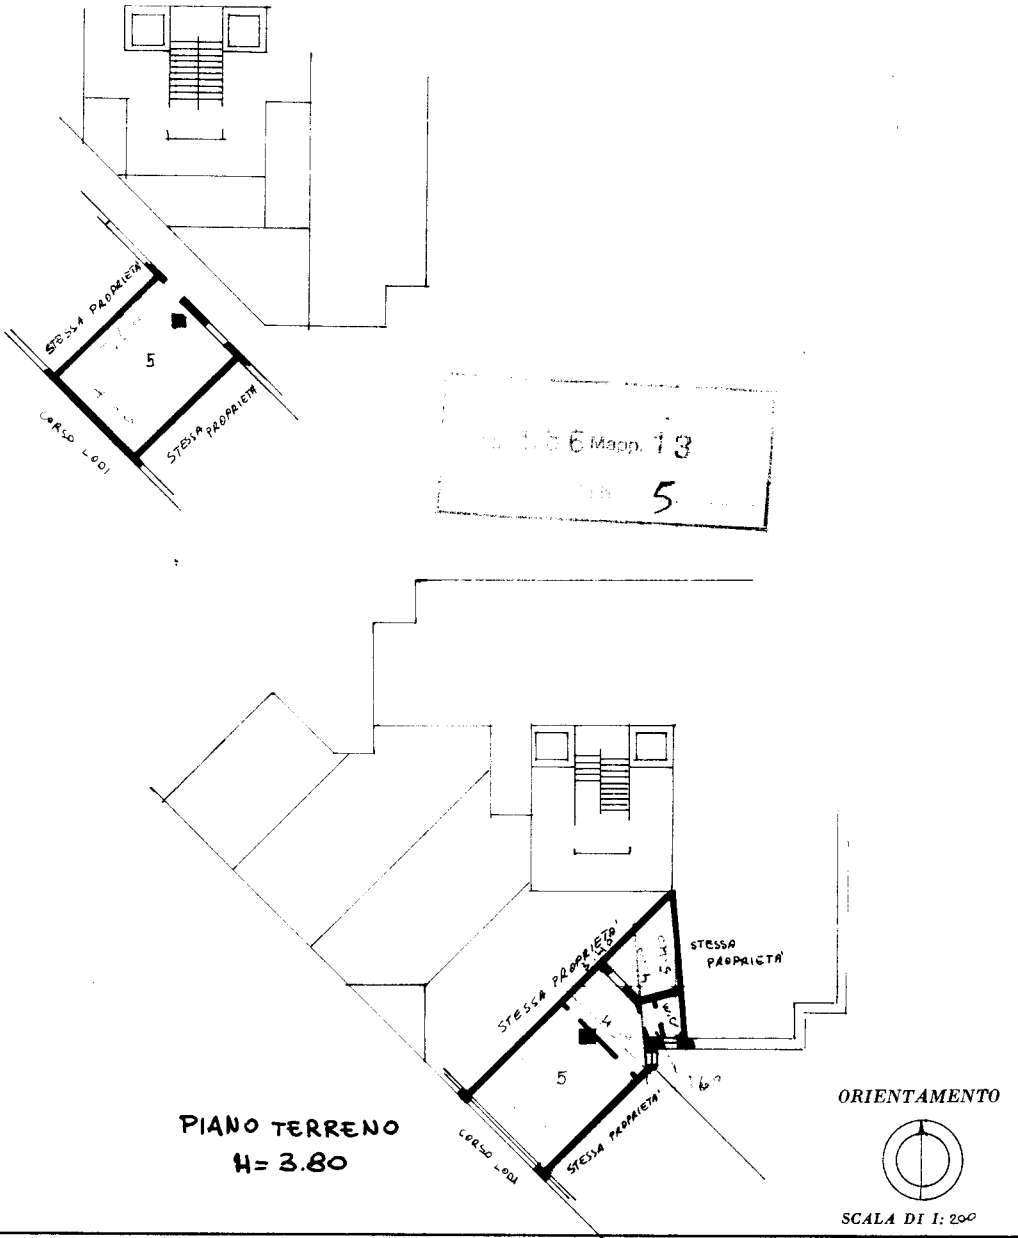 STESSA PROPRIETA'
5
STESSA PROPRIETA'
CORSO LODI
6 Mapp. 13
5
STESSA PROPRIETA'
STESSA
PROPRIETA'
W.C.
4
5
STESSA PROPRIETA'
CORSO LODI
PIANO TERRENO
H= 3.80
ORIENTAMENTO
SCALA DI 1: 200